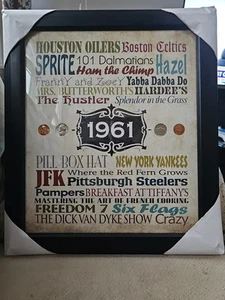 HOUSTON OILERS Boston Celtics
SPRITE 101 Dalmatians Hazel
Ham the Chimp
Franny and Zooey Yabba Dabba Do
MRS. BUTTERWORTH'S HARDEE'S
The Hustler Splendor in the Grass
1961
PILL BOX HAT NEW YORK YANKEES
JFK Where the Red Fern Grows
Pittsburgh Steelers
Pampers BREAKFAST AT TIFFANY'S
MASTERING THE ART OF FRENCH COOKING
FREEDOM 7 Six Flags
THE DICK VAN DYKE SHOW Crazy